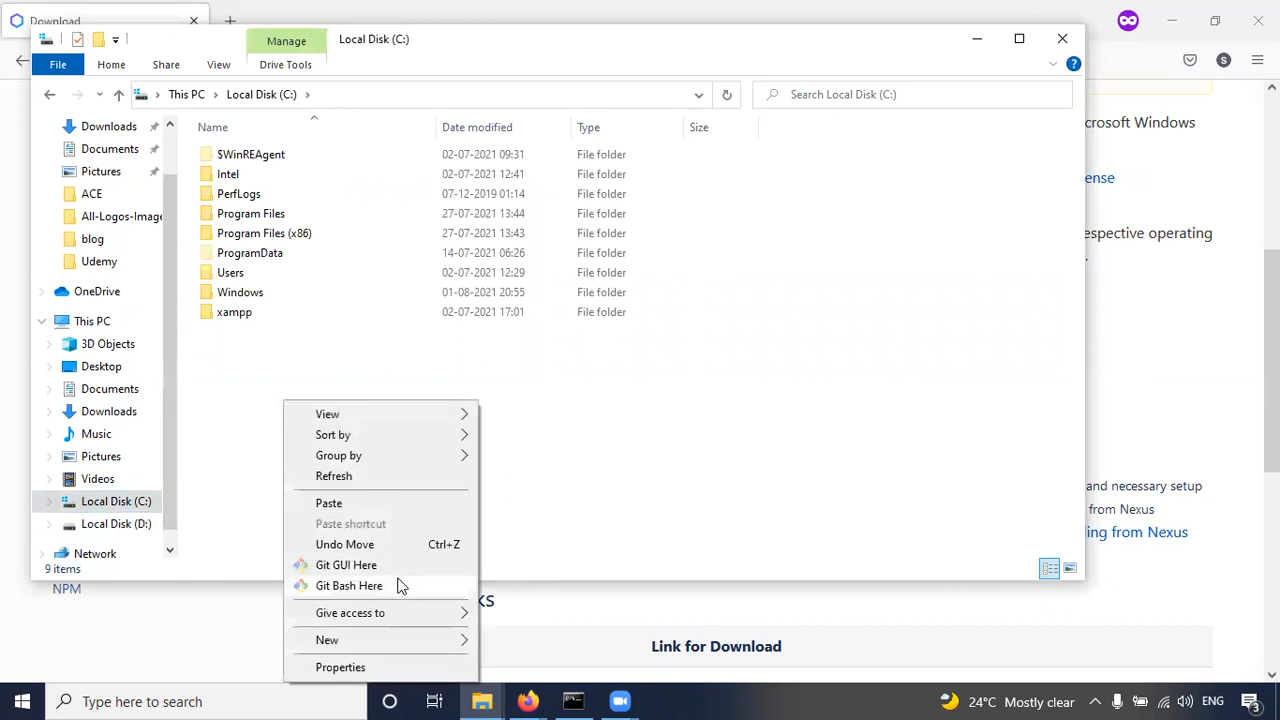 Download
Manage
Local Disk (C:)
File
Home
Share
View
Drive Tools
This PC
Local Disk (C:)
Search Local Disk (C:)
Name
Date modified
Type
Size
Downloads
Documents
Pictures
ACE
All-Logos-Image
blog
Udemy
OneDrive
This PC
3D Objects
Desktop
Documents
Downloads
Music
Pictures
Videos
Local Disk (C:)
Local Disk (D:)
Network
9 items
$WinREAgent 02-07-2021 09:31 File folder
Intel 02-07-2021 12:41 File folder
PerfLogs 07-12-2019 01:14 File folder
Program Files 27-07-2021 13:44 File folder
Program Files (x86) 27-07-2021 13:43 File folder
ProgramData 14-07-2021 06:26 File folder
Users 02-07-2021 12:29 File folder
Windows 01-08-2021 20:55 File folder
xampp 02-07-2021 17:01 File folder
View
Sort by
Group by
Refresh
Paste
Paste shortcut
Undo Move Ctrl+Z
Git GUI Here
Git Bash Here
Give access to
New
Properties
S
crosoft Windows
ense
espective operating
and necessary setup
from Nexus
ing from Nexus
NPM
KS
Link for Download
Type here to search
24°C Mostly clear
ENG
3